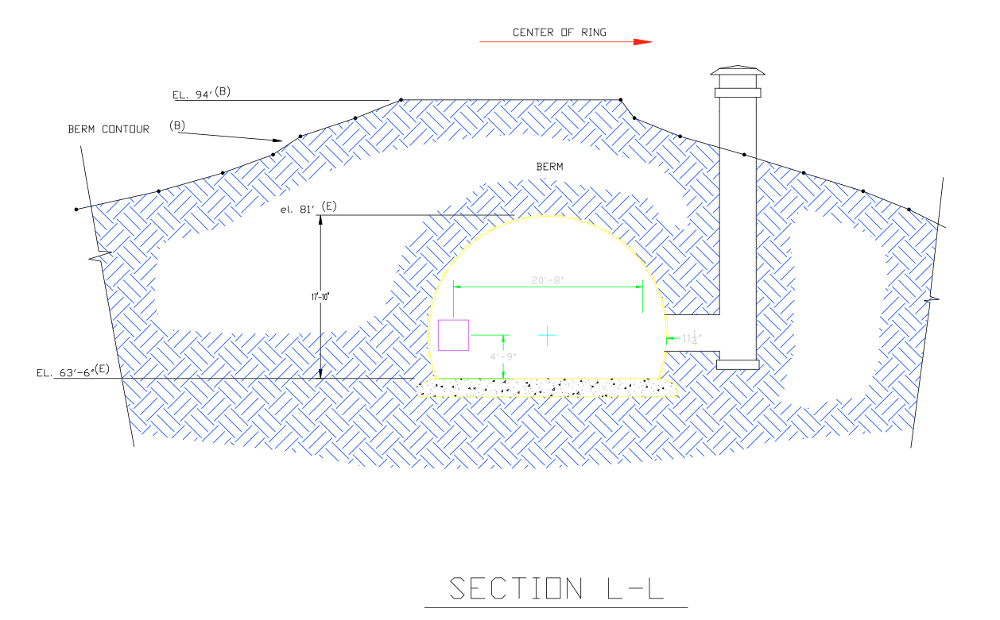 CENTER OF RING
EL. 94' (B)
BERM CONTOUR (B)
BERM
el. 81' (E)
20'-8"
17'-10"
11 1/4"
4'-9"
EL. 63'-6" (E)
SECTION L-L